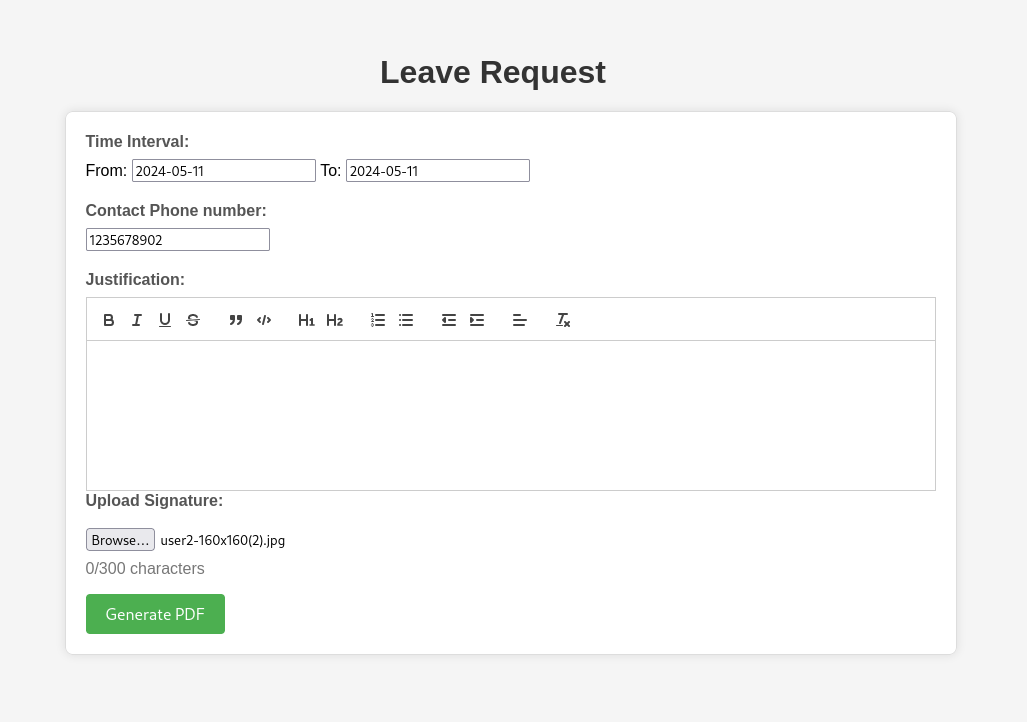 Leave Request
Time Interval:
From: 2024-05-11 To: 2024-05-11
Contact Phone number:
1235678902
Justification:
B I U S ” </> H1 H2
Upload Signature:
Browse... user2-160x160(2).jpg
0/300 characters
Generate PDF